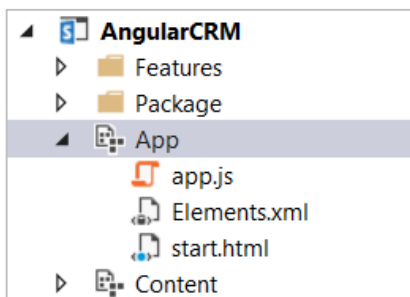 AngularCRM
Features
Package
App
app.js
Elements.xml
start.html
Content